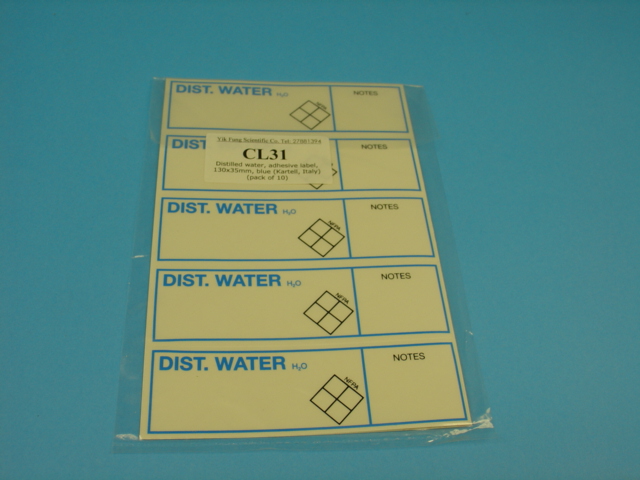 DIST. WATER H₂O NFPA NOTES
Yik Fung Scientific Co. Tel:
CL31
Distilled water, adhesive label,
130x35mm, blue (Kartell, Italy)
(pack of 10)
DIST
NOTES
DIST. WATER H₂O NFPA NOTES
DIST. WATER H₂O NFPA NOTES
DIST. WATER H₂O NFPA NOTES